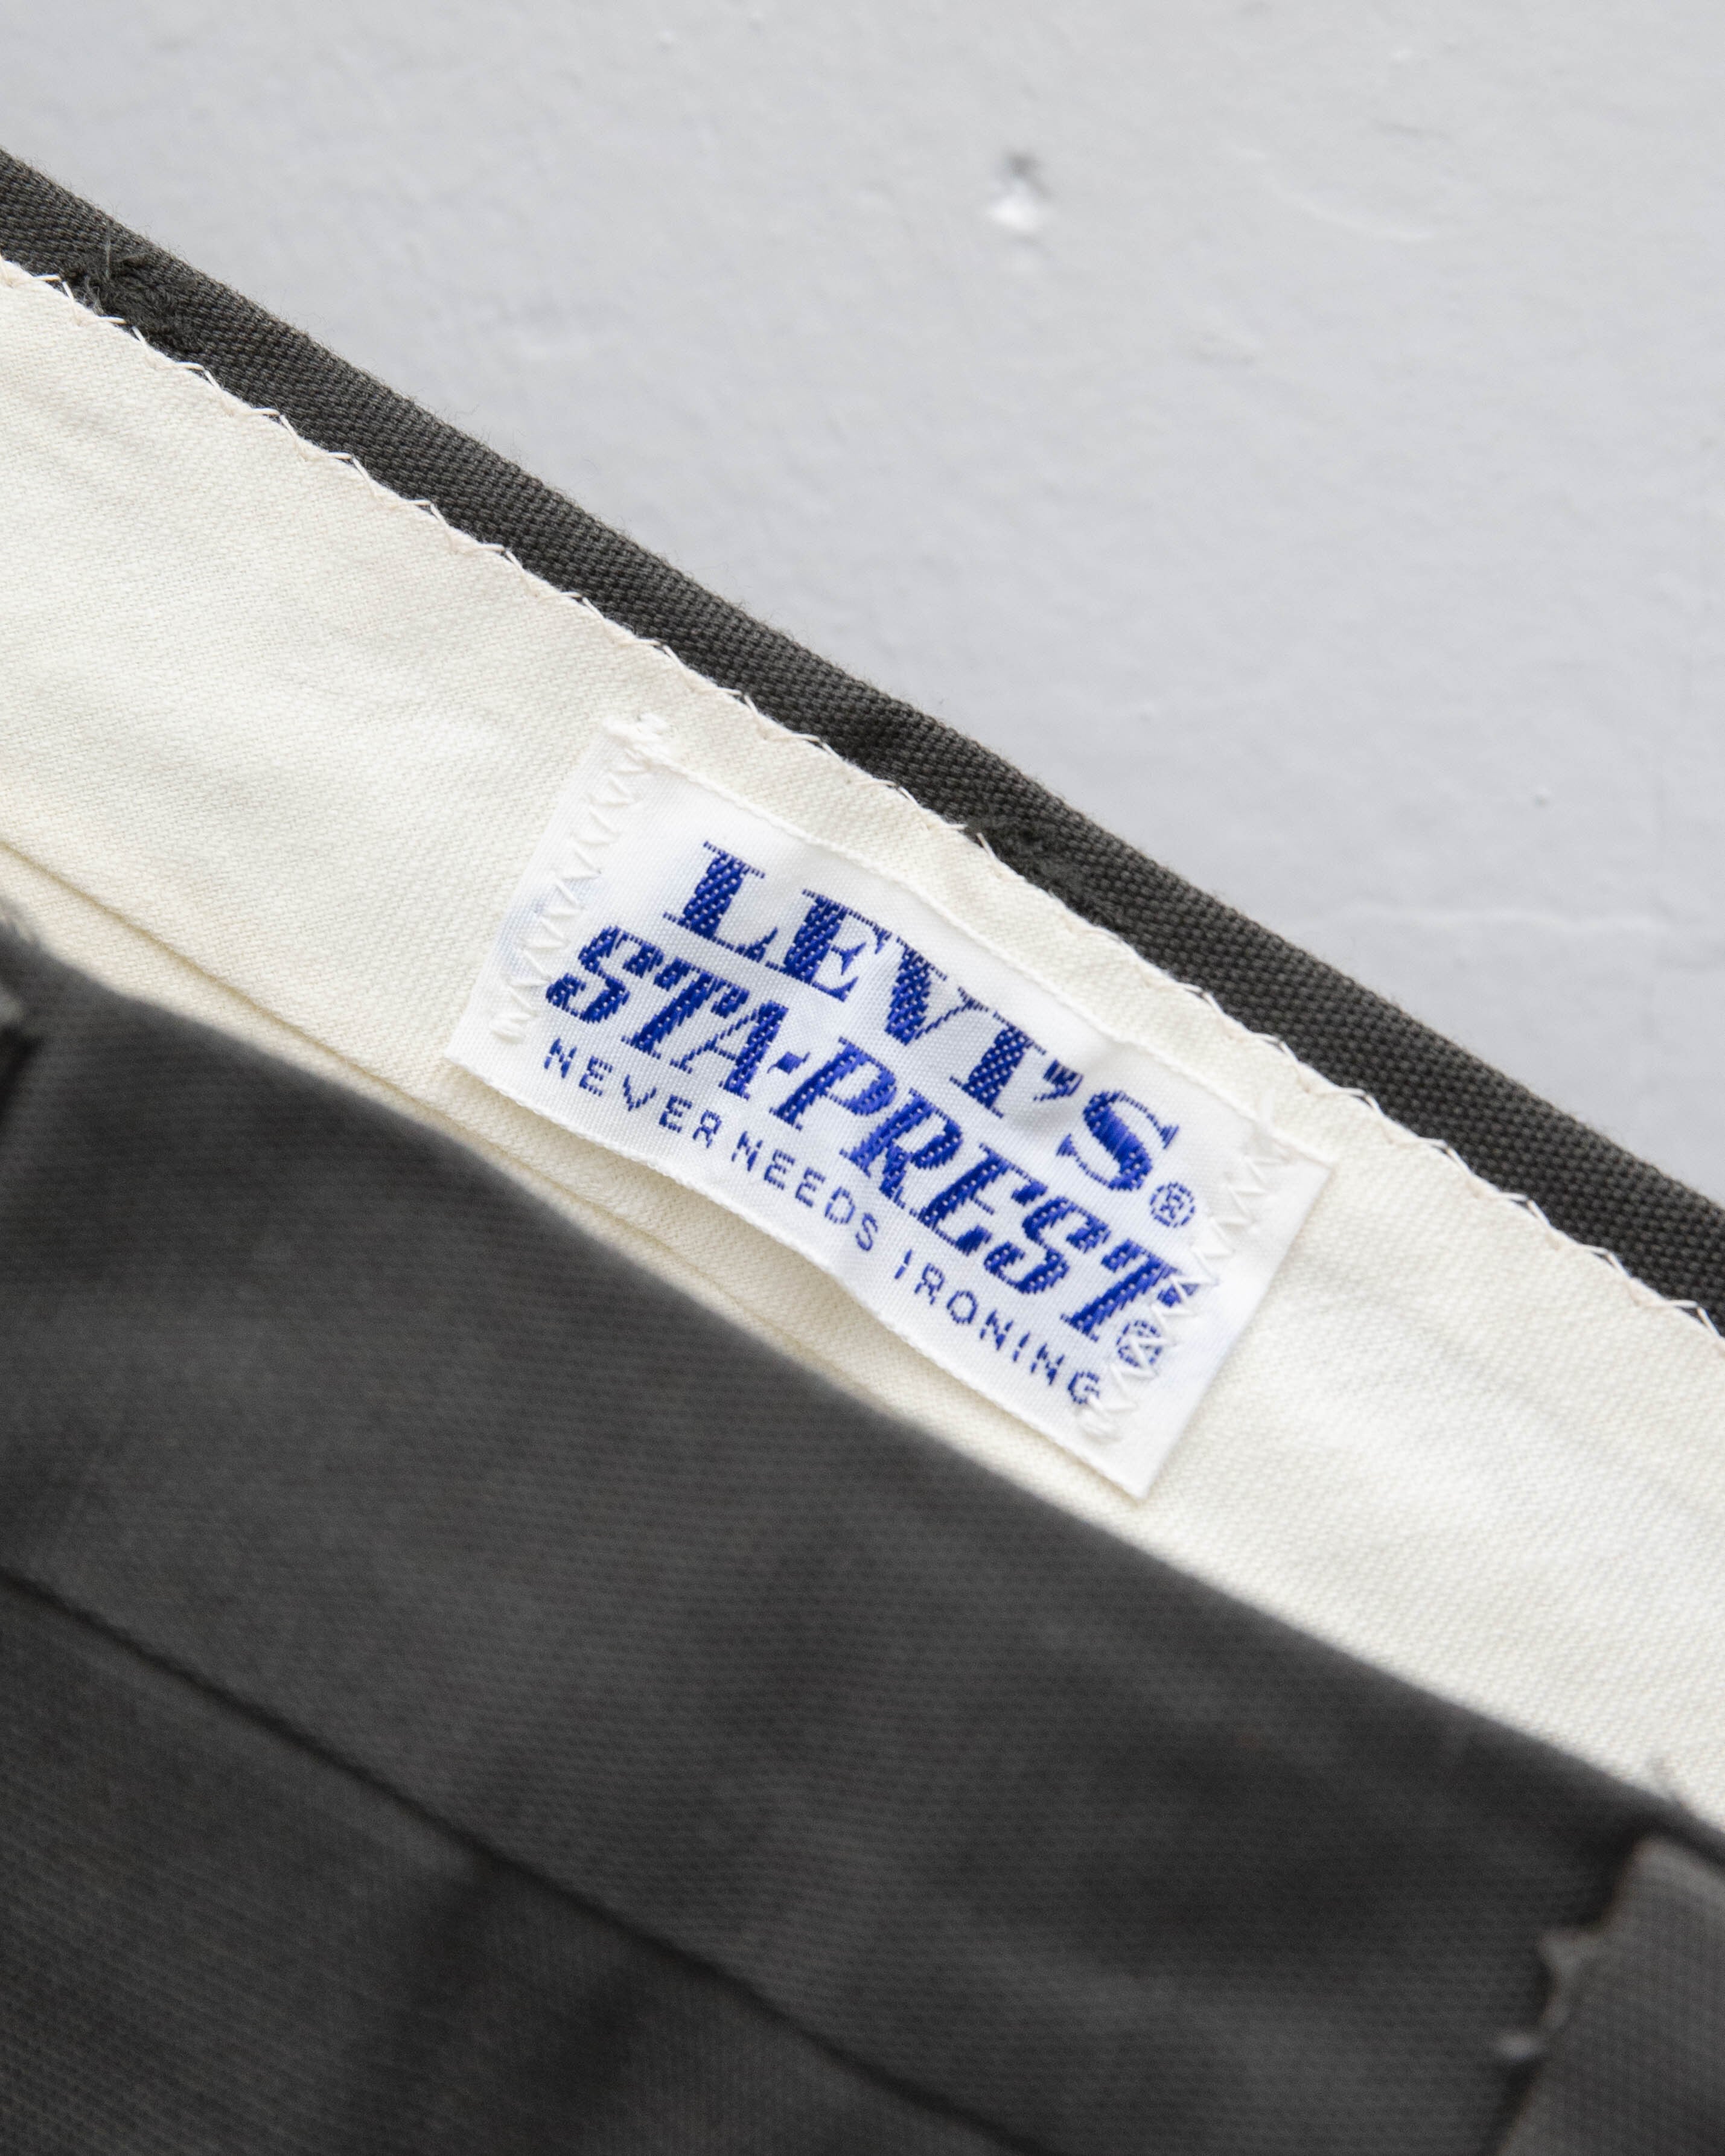 LEVI'S®
STA-PREST®
NEVER NEEDS IRONING